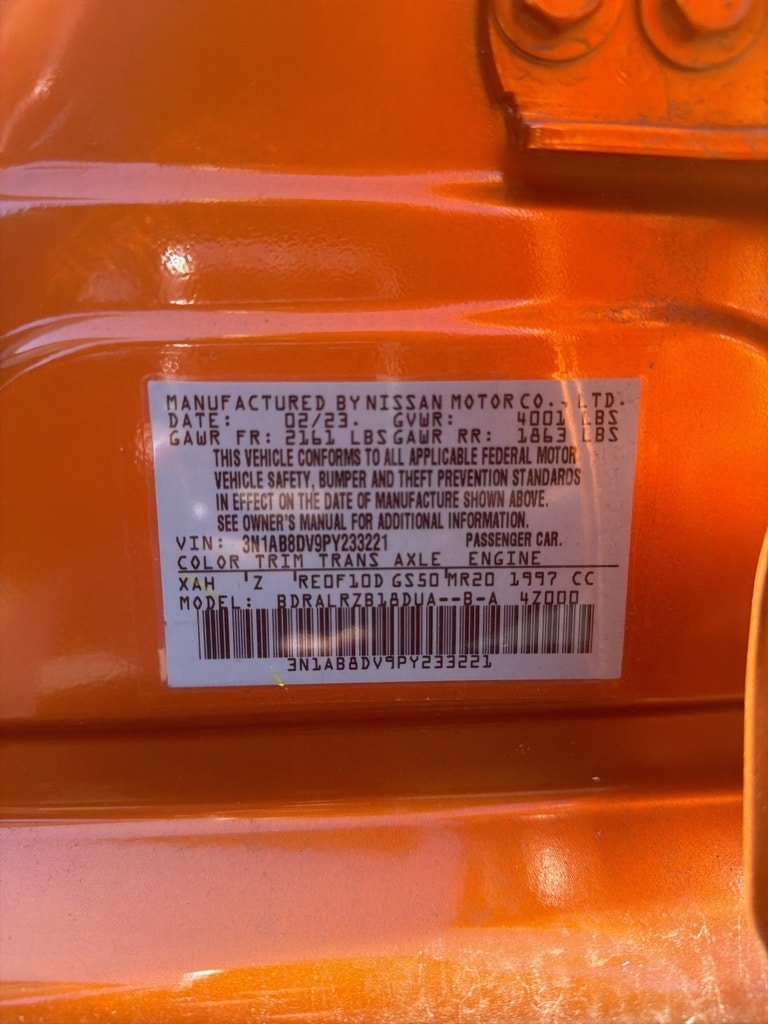 MANUFACTURED BY NISSAN MOTOR CO., LTD.
DATE: 02/23. GVWR: 4001 LBS
GAWR FR: 2161 LBS GAWR RR: 1863 LBS
THIS VEHICLE CONFORMS TO ALL APPLICABLE FEDERAL MOTOR
VEHICLE SAFETY, BUMPER AND THEFT PREVENTION STANDARDS
IN EFFECT ON THE DATE OF MANUFACTURE SHOWN ABOVE.
SEE OWNER'S MANUAL FOR ADDITIONAL INFORMATION.
VIN: 3N1AB8DV9PY233221 PASSENGER CAR.
COLOR TRIM TRANS AXLE ENGINE
XAH 'Z 'RE0F10D GS50'MR20 1997 CC
MODEL: BDRALRZB18DUA--B-A 4Z000
3N1AB8DV9PY233221